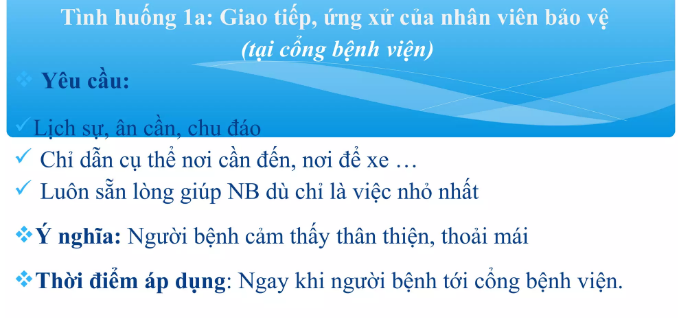 Tình huống 1a: Giao tiếp, ứng xử của nhân viên bảo vệ
(tại cổng bệnh viện)
Yêu cầu:
Lịch sự, ân cần, chu đáo
Chỉ dẫn cụ thể nơi cần đến, nơi để xe …
Luôn sẵn lòng giúp NB dù chỉ là việc nhỏ nhất
Ý nghĩa: Người bệnh cảm thấy thân thiện, thoải mái
Thời điểm áp dụng: Ngay khi người bệnh tới cổng bệnh viện.